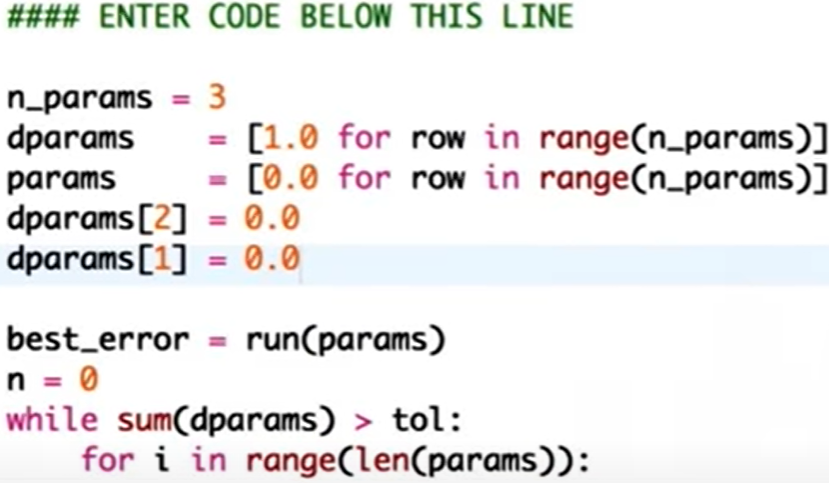 #### ENTER CODE BELOW THIS LINE
n_params = 3
dparams = [1.0 for row in range(n_params)]
params = [0.0 for row in range(n_params)]
dparams[2] = 0.0
dparams[1] = 0.0
best_error = run(params)
n = 0
while sum(dparams) > tol:
for i in range(len(params)):